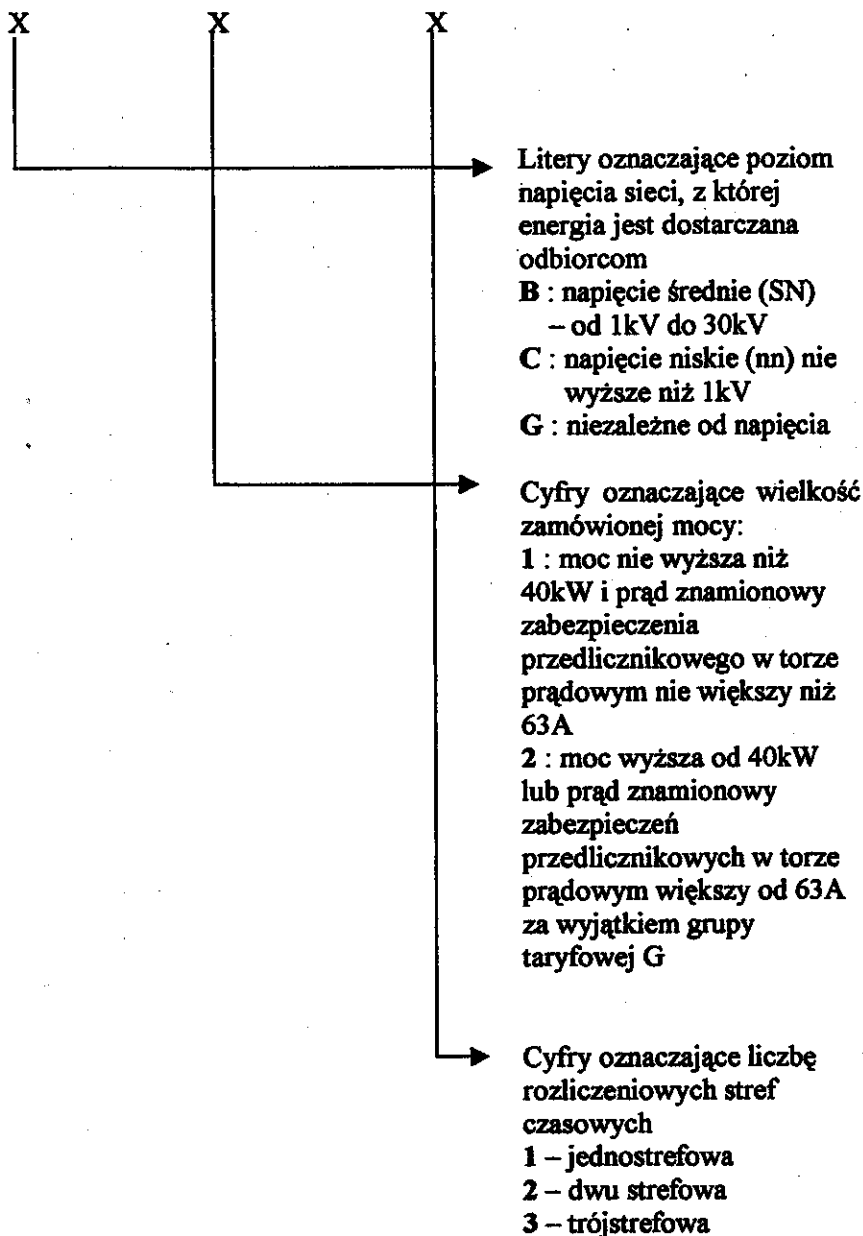 X X X
Litery oznaczające poziom
napięcia sieci, z której
energia jest dostarczana
odbiorcom
B : napięcie średnie (SN)
– od 1kV do 30kV
C : napięcie niskie (nn) nie
wyższe niż 1kV
G : niezależne od napięcia
Cyfry oznaczające wielkość
zamówionej mocy:
1 : moc nie wyższa niż
40kW i prąd znamionowy
zabezpieczenia
przedlicznikowego w torze
prądowym nie większy niż
63A
2 : moc wyższa od 40kW
lub prąd znamionowy
zabezpieczeń
przedlicznikowych w torze
prądowym większy od 63A
za wyjątkiem grupy
taryfowej G
Cyfry oznaczające liczbę
rozliczeniowych stref
czasowych
1 – jednostrefowa
2 – dwu strefowa
3 – trójstrefowa